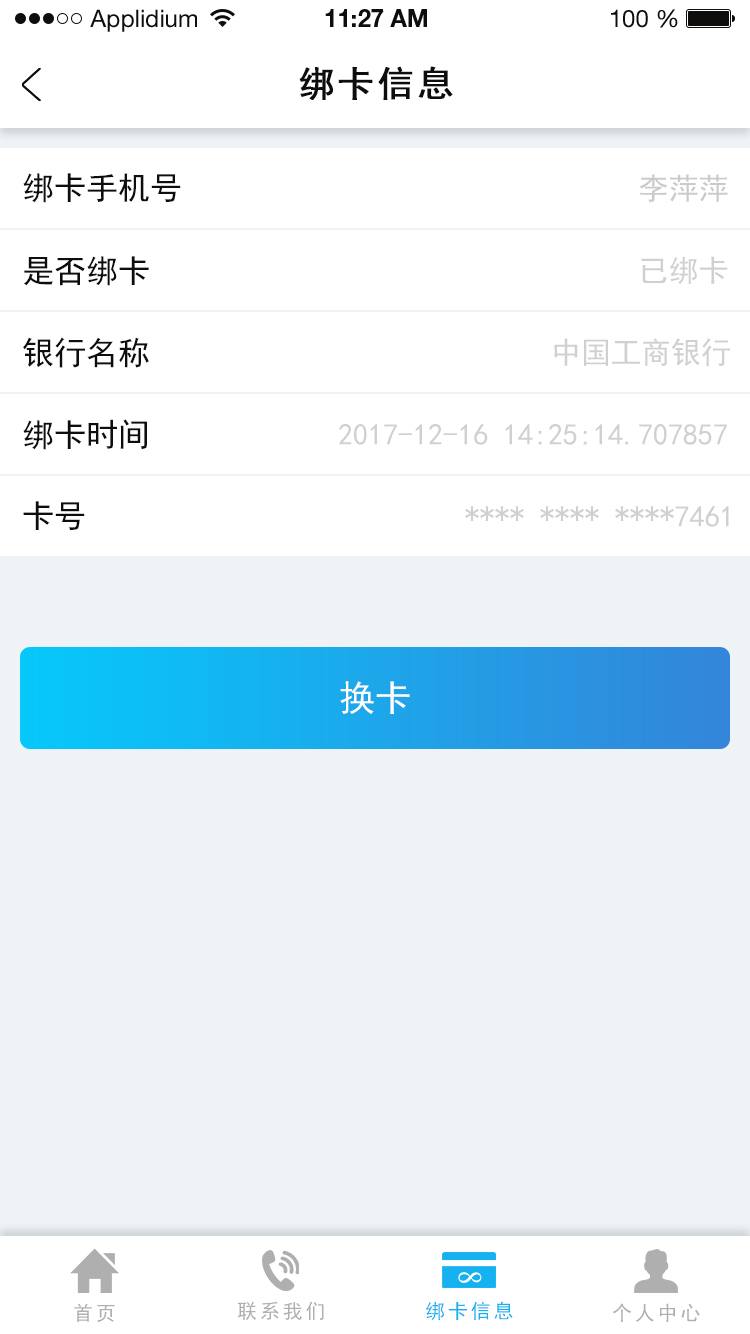 Applidium 11:27 AM 100 %
绑卡信息
绑卡手机号 李萍萍
是否绑卡 已绑卡
银行名称 中国工商银行
绑卡时间 2017-12-16 14:25:14.707857
卡号 **** **** ****7461
换卡
首页 联系我们 绑卡信息 个人中心